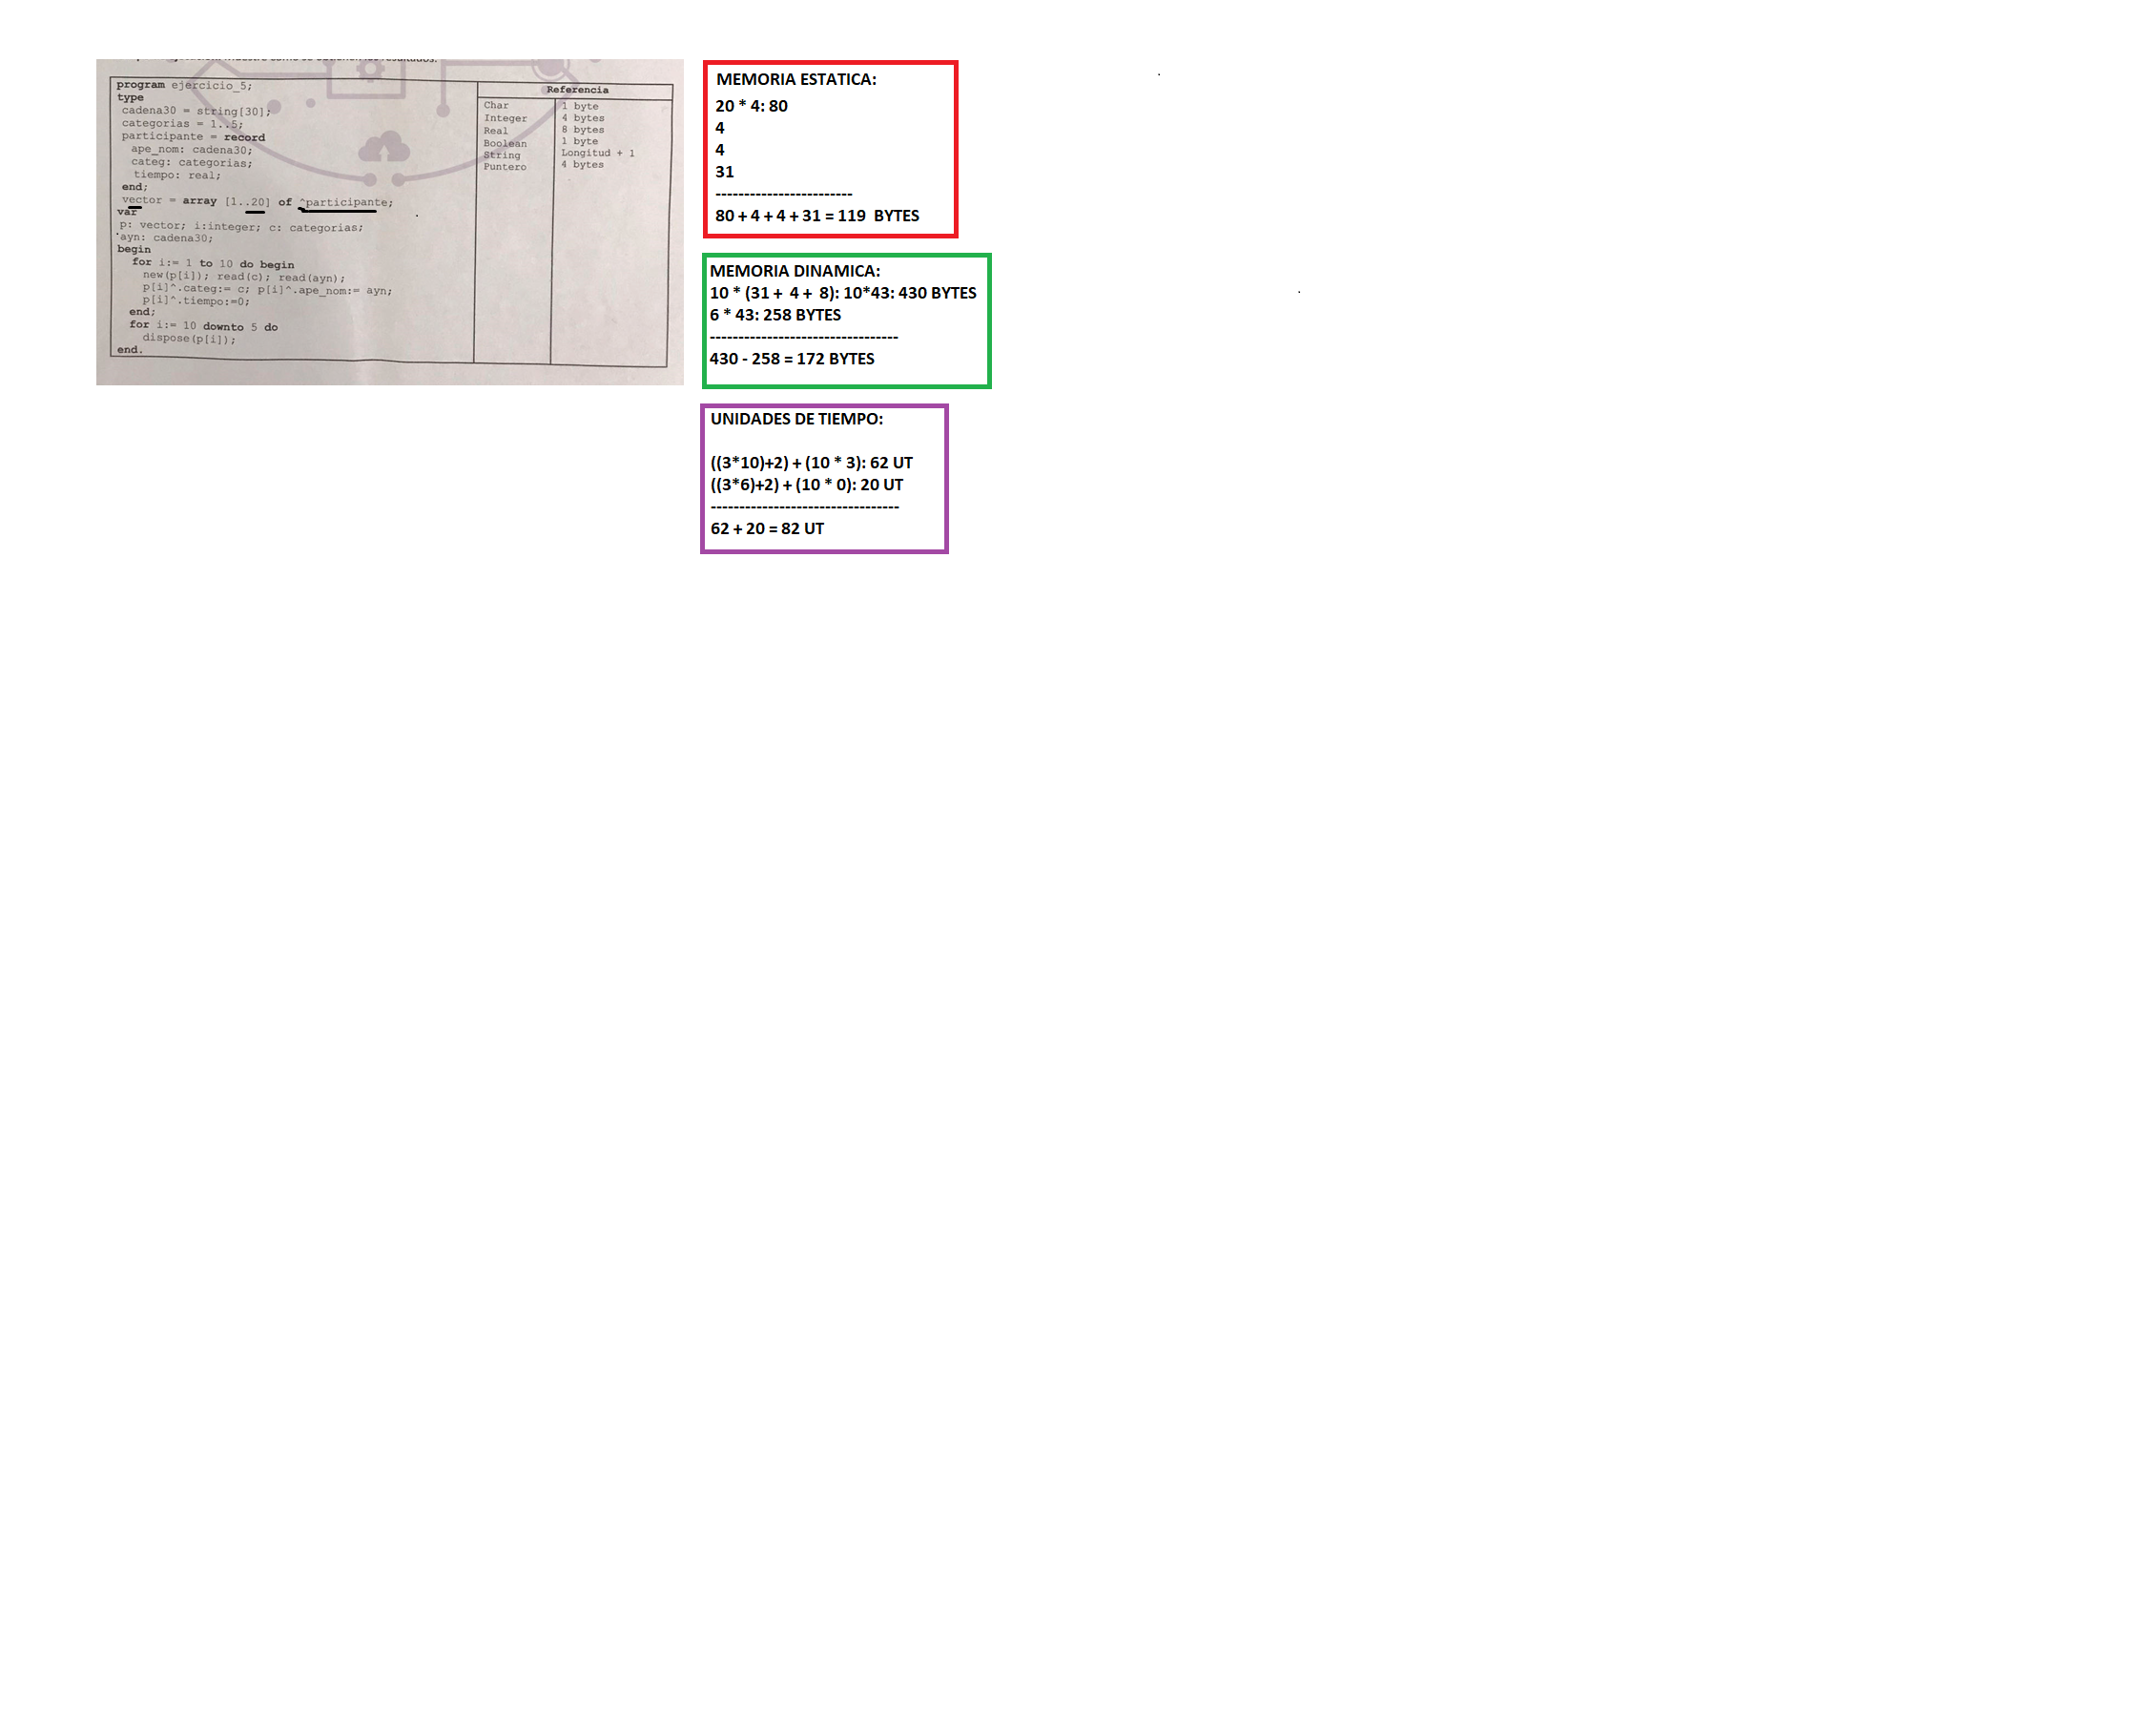 program ejercicio_5;
type
cadena30 = string[30];
categorias = 1..5;
participante = record
ape_nom: cadena30;
categ: categorias;
tiempo: real;
end;
vector = array [1..20] of ^participante;
var
p: vector; i:integer; c: categorias;
ayn: cadena30;
begin
for i:= 1 to 10 do begin
new(p[i]); read(c); read(ayn);
p[i]^.categ:= c; p[i]^.ape_nom:= ayn;
p[i]^.tiempo:=0;
end;
for i:= 10 downto 5 do
dispose(p[i]);
end.
Referencia
Char 1 byte
Integer 4 bytes
Real 8 bytes
Boolean 1 byte
String Longitud + 1
Puntero 4 bytes
MEMORIA ESTATICA:
20 * 4: 80
4
4
31
------------------------
80 + 4 + 4 + 31 = 119 BYTES
MEMORIA DINAMICA:
10 * (31 + 4 + 8): 10*43: 430 BYTES
6 * 43: 258 BYTES
---------------------------------
430 - 258 = 172 BYTES
UNIDADES DE TIEMPO:
((3*10)+2) + (10 * 3): 62 UT
((3*6)+2) + (10 * 0): 20 UT
---------------------------------
62 + 20 = 82 UT